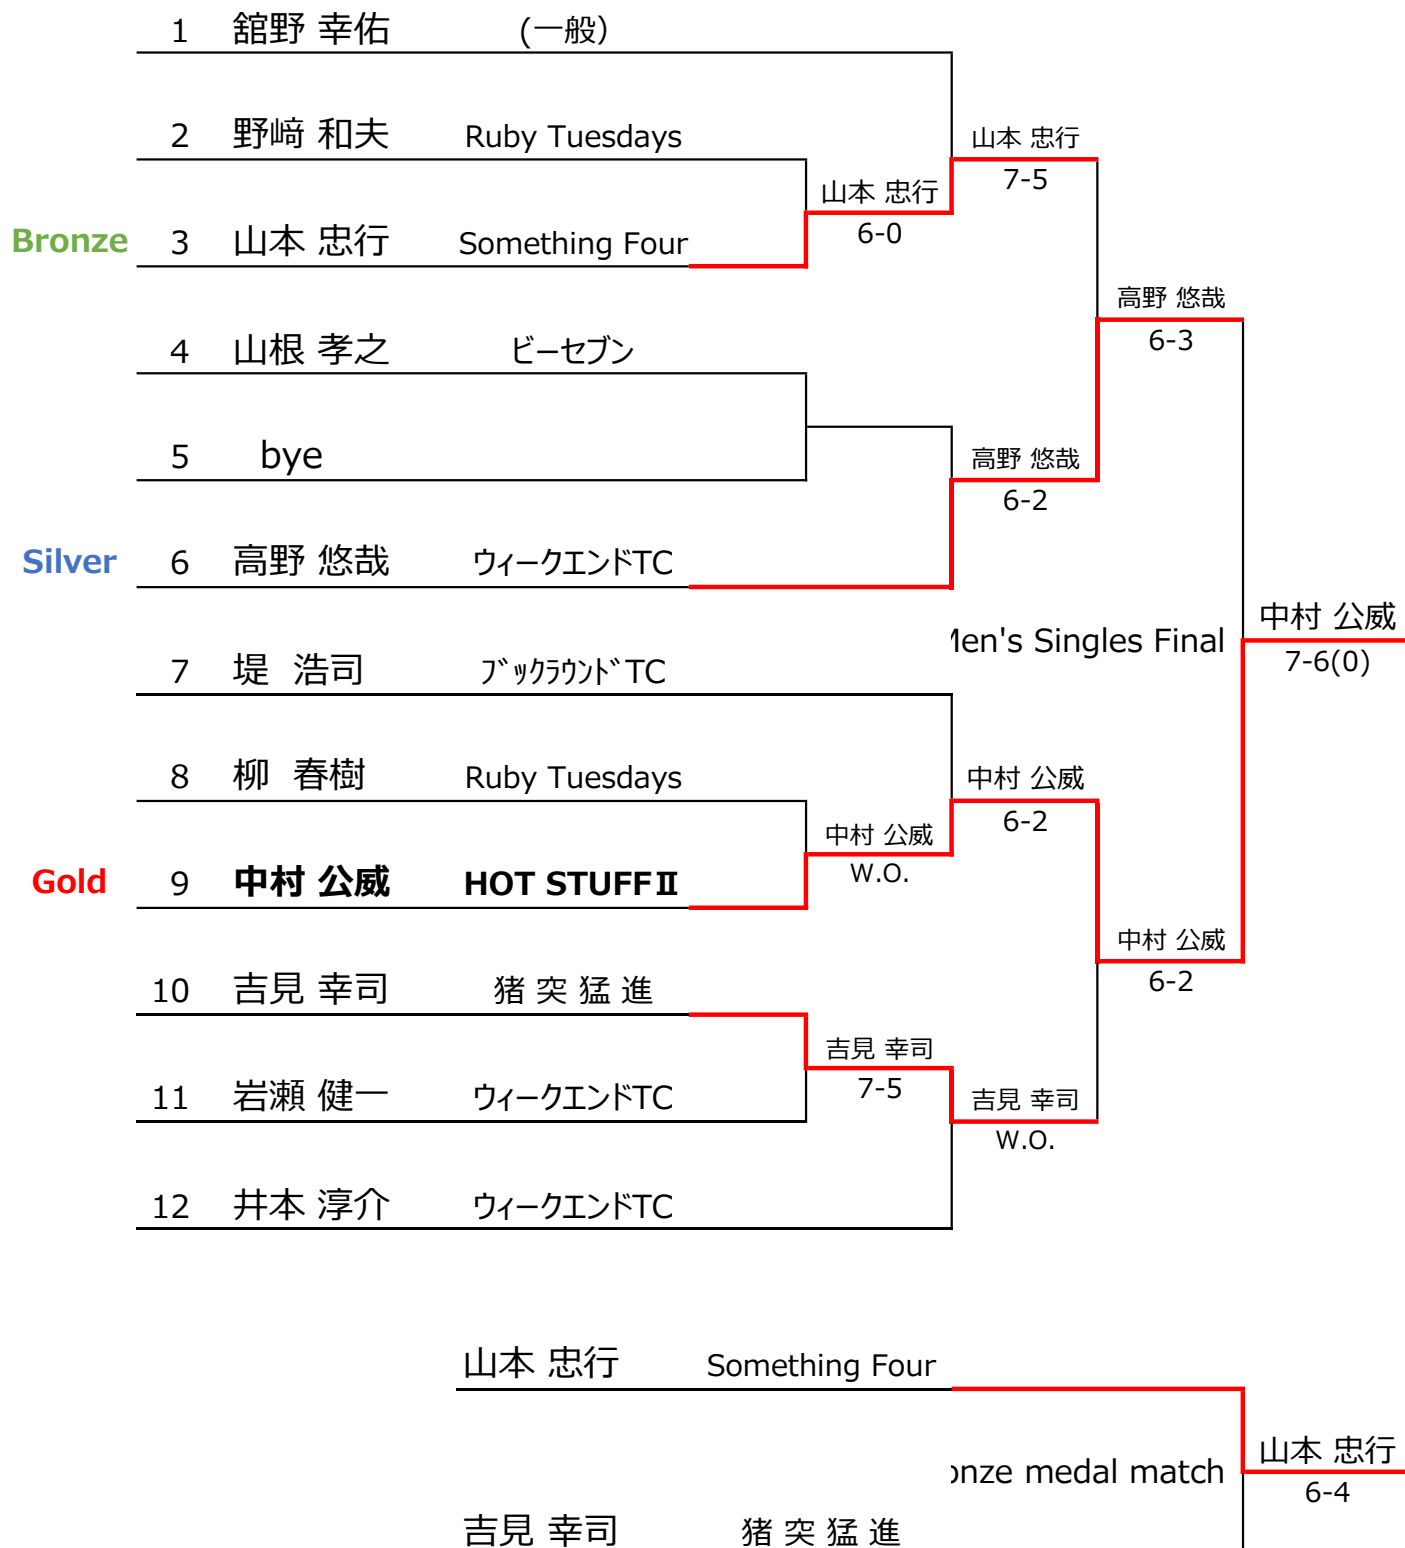 1 舘野 幸佑 (一般)
2 野﨑 和夫 Ruby Tuesdays 山本 忠行
7-5
山本 忠行
Bronze 3 山本 忠行 Something Four 6-0
高野 悠哉
4 山根 孝之 ビーセブン 6-3
5 bye 高野 悠哉
6-2
Silver 6 高野 悠哉 ウィークエンドTC
Men's Singles Final 中村 公威
7 堤 浩司 ブックラウンドTC 7-6(0)
8 柳 春樹 Ruby Tuesdays 中村 公威
6-2
中村 公威
Gold 9 中村 公威 HOT STUFFⅡ W.O.
中村 公威
10 吉見 幸司 猪 突 猛 進 6-2
吉見 幸司
11 岩瀬 健一 ウィークエンドTC 7-5 吉見 幸司
W.O.
12 井本 淳介 ウィークエンドTC
山本 忠行 Something Four
onze medal match 山本 忠行
6-4
吉見 幸司 猪 突 猛 進